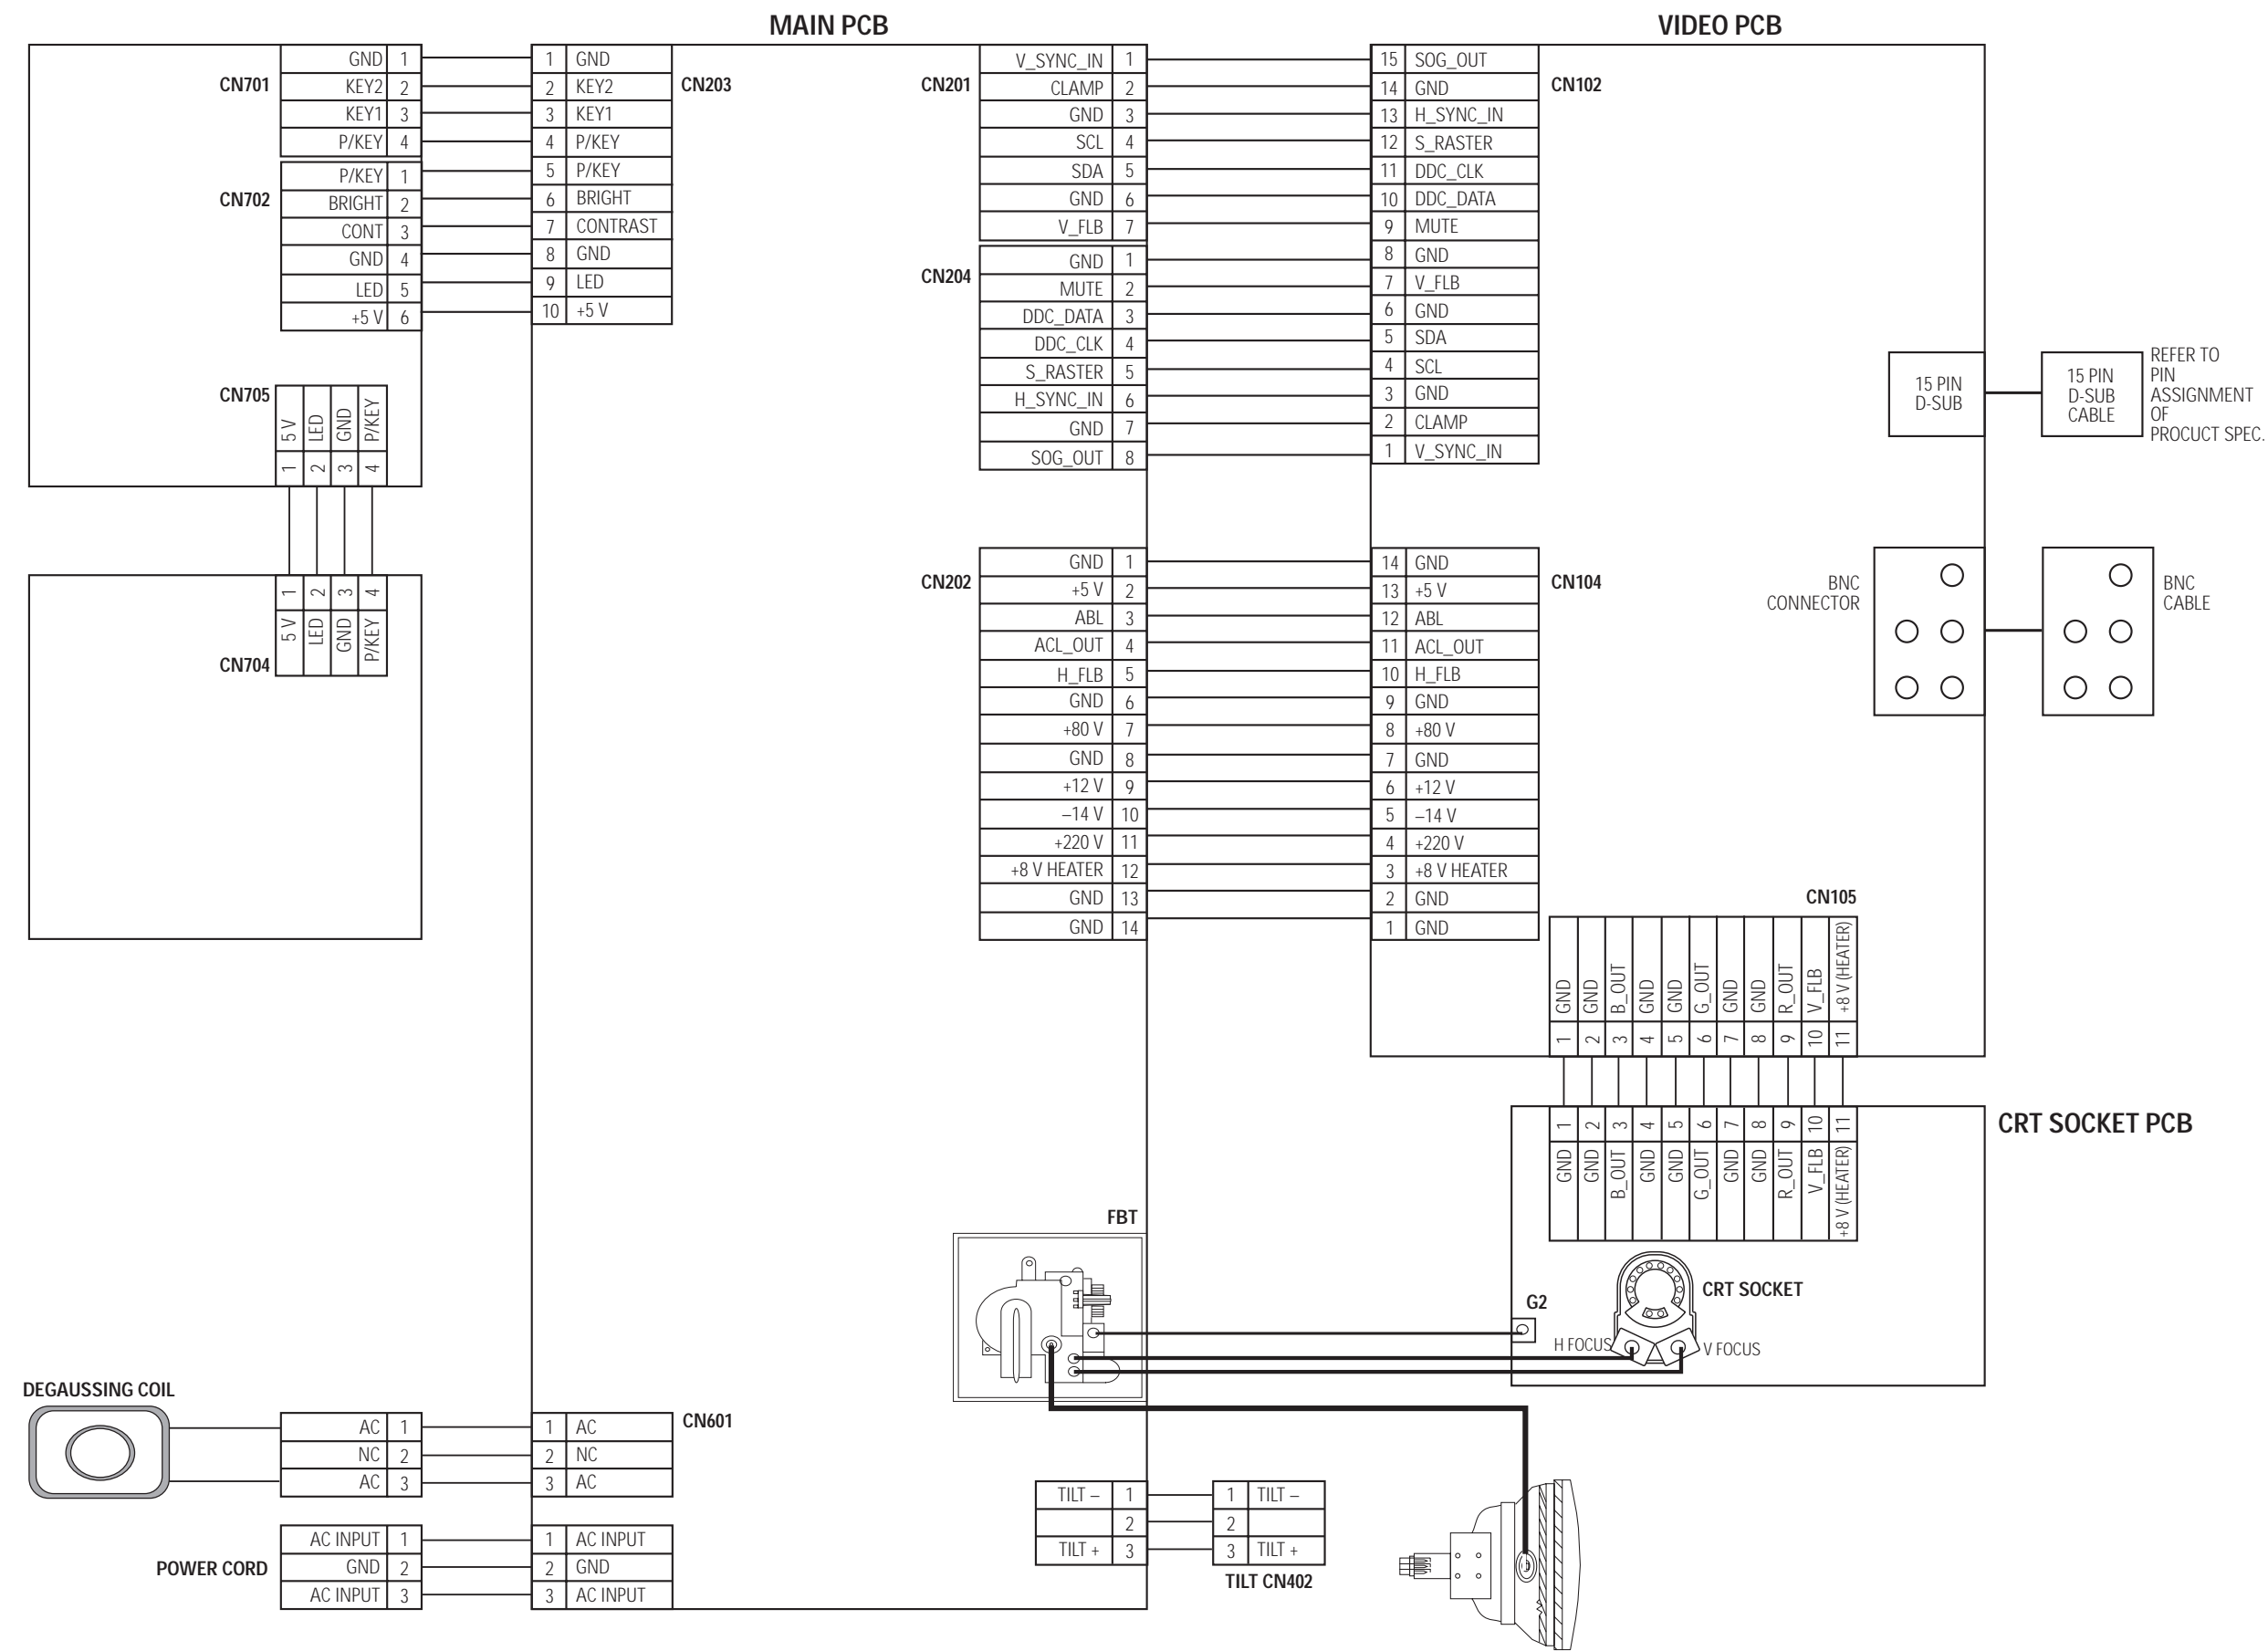 MAIN PCB
VIDEO PCB
CN701
GND 1
KEY2 2
KEY1 3
P/KEY 4
CN702
P/KEY 1
BRIGHT 2
CONT 3
GND 4
LED 5
+5 V 6
CN203
1 GND
2 KEY2
3 KEY1
4 P/KEY
5 P/KEY
6 BRIGHT
7 CONTRAST
8 GND
9 LED
10 +5 V
CN201
V_SYNC_IN 1
CLAMP 2
GND 3
SCL 4
SDA 5
GND 6
V_FLB 7
CN204
GND 1
MUTE 2
DDC_DATA 3
DDC_CLK 4
S_RASTER 5
H_SYNC_IN 6
GND 7
SOG_OUT 8
CN102
15 SOG_OUT
14 GND
13 H_SYNC_IN
12 S_RASTER
11 DDC_CLK
10 DDC_DATA
9 MUTE
8 GND
7 V_FLB
6 GND
5 SDA
4 SCL
3 GND
2 CLAMP
1 V_SYNC_IN
15 PIN
D-SUB
15 PIN
D-SUB
CABLE
REFER TO
PIN
ASSIGNMENT
OF
PROCUCT SPEC.
CN705
5 V
LED
GND
P/KEY
1
2
3
4
1
2
3
4
5 V
LED
GND
P/KEY
CN704
CN202
GND 1
+5 V 2
ABL 3
ACL_OUT 4
H_FLB 5
GND 6
+80 V 7
GND 8
+12 V 9
–14 V 10
+220 V 11
+8 V HEATER 12
GND 13
GND 14
CN104
14 GND
13 +5 V
12 ABL
11 ACL_OUT
10 H_FLB
9 GND
8 +80 V
7 GND
6 +12 V
5 –14 V
4 +220 V
3 +8 V HEATER
2 GND
1 GND
BNC
CONNECTOR
BNC
CABLE
CN105
GND
GND
B_OUT
GND
GND
G_OUT
GND
GND
R_OUT
V_FLB
+8 V (HEATER)
1
2
3
4
5
6
7
8
9
10
11
CRT SOCKET PCB
1
2
3
4
5
6
7
8
9
10
11
GND
GND
B_OUT
GND
GND
G_OUT
GND
GND
R_OUT
V_FLB
+8 V (HEATER)
FBT
G2
CRT SOCKET
H FOCUS
V FOCUS
DEGAUSSING COIL
AC 1
NC 2
AC 3
CN601
1 AC
2 NC
3 AC
POWER CORD
AC INPUT 1
GND 2
AC INPUT 3
1 AC INPUT
2 GND
3 AC INPUT
TILT – 1
2
TILT + 3
1 TILT –
2
3 TILT +
TILT CN402